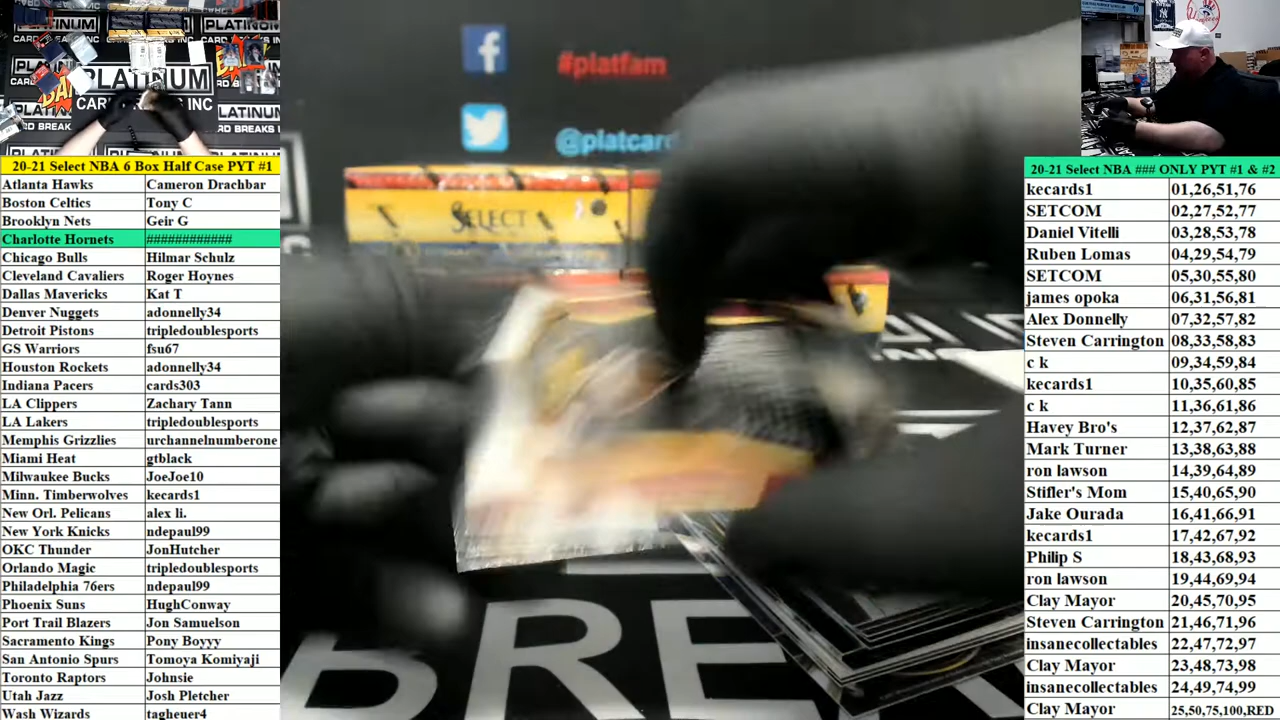 PLATINUM
CARD BREAKS INC
#platfam
@platcard
SELECT
BRE
20-21 Select NBA 6 Box Half Case PYT #1
Atlanta Hawks Cameron Drachbar
Boston Celtics Tony C
Brooklyn Nets Geir G
Charlotte Hornets ############
Chicago Bulls Hilmar Schulz
Cleveland Cavaliers Roger Hoynes
Dallas Mavericks Kat T
Denver Nuggets adonnelly34
Detroit Pistons tripledoublesports
GS Warriors fsu67
Houston Rockets adonnelly34
Indiana Pacers cards303
LA Clippers Zachary Tann
LA Lakers tripledoublesports
Memphis Grizzlies urchannelnumberone
Miami Heat gtblack
Milwaukee Bucks JoeJoe10
Minn. Timberwolves kecards1
New Orl. Pelicans alex li.
New York Knicks ndepaul99
OKC Thunder JonHutcher
Orlando Magic tripledoublesports
Philadelphia 76ers ndepaul99
Phoenix Suns HughConway
Port Trail Blazers Jon Samuelson
Sacramento Kings Pony Boyyy
San Antonio Spurs Tomoya Komiyaji
Toronto Raptors Johnsie
Utah Jazz Josh Pletcher
Wash Wizards tagheuer4
20-21 Select NBA ### ONLY PYT #1 & #2
kecards1 01,26,51,76
SETCOM 02,27,52,77
Daniel Vitelli 03,28,53,78
Ruben Lomas 04,29,54,79
SETCOM 05,30,55,80
james opoka 06,31,56,81
Alex Donnelly 07,32,57,82
Steven Carrington 08,33,58,83
c k 09,34,59,84
kecards1 10,35,60,85
c k 11,36,61,86
Havey Bro's 12,37,62,87
Mark Turner 13,38,63,88
ron lawson 14,39,64,89
Stifler's Mom 15,40,65,90
Jake Ourada 16,41,66,91
kecards1 17,42,67,92
Philip S 18,43,68,93
ron lawson 19,44,69,94
Clay Mayor 20,45,70,95
Steven Carrington 21,46,71,96
insanecollectables 22,47,72,97
Clay Mayor 23,48,73,98
insanecollectables 24,49,74,99
Clay Mayor 25,50,75,100,RED